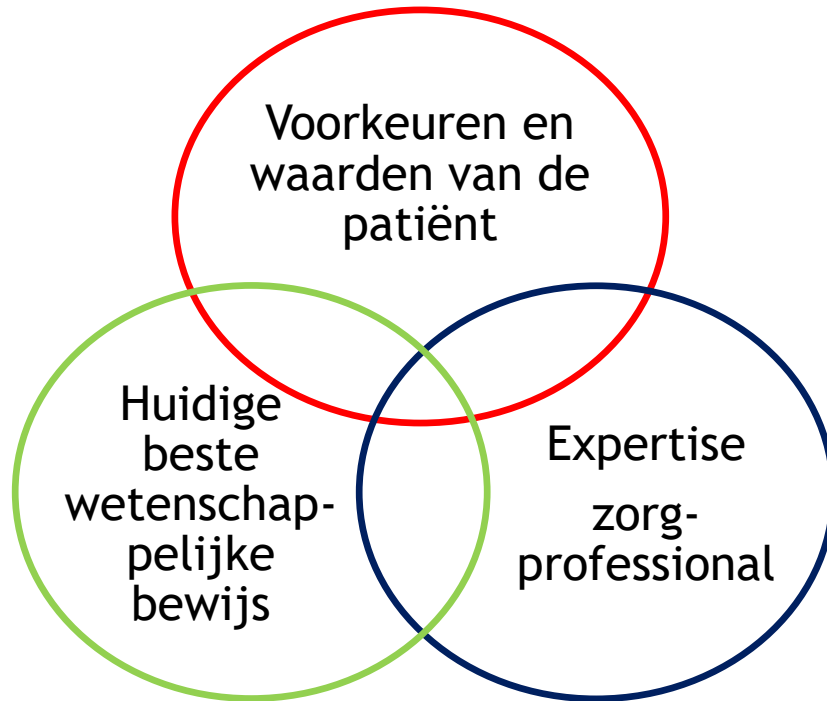 Voorkeuren en
waarden van de
patiënt
Huidige
beste
wetenschap-
pelijke
bewijs
Expertise
zorg-
professional